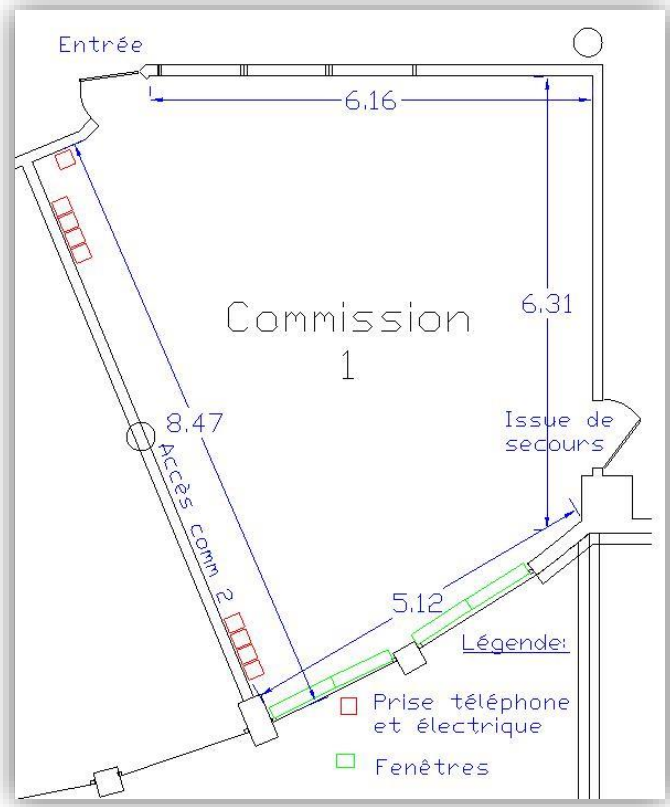 Entrée
6.16
6.31
Commission
1
8.47
Issue de
secours
Accès comm 2
5.12
Légende:
Prise téléphone
et électrique
Fenêtres